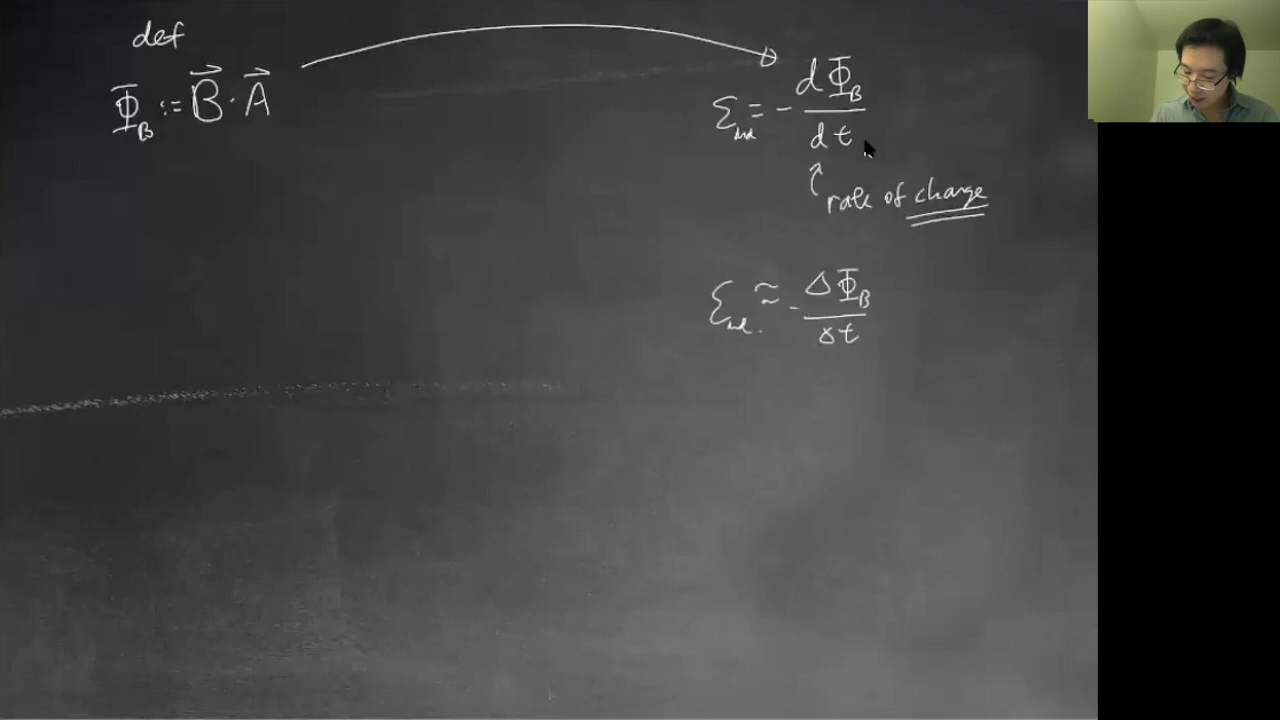 def
Φ_B := B⃗ · A⃗
ℰ_ind = - dΦ_B / dt
rate of change
ℰ_ind. ≈ - ΔΦ_B / Δt